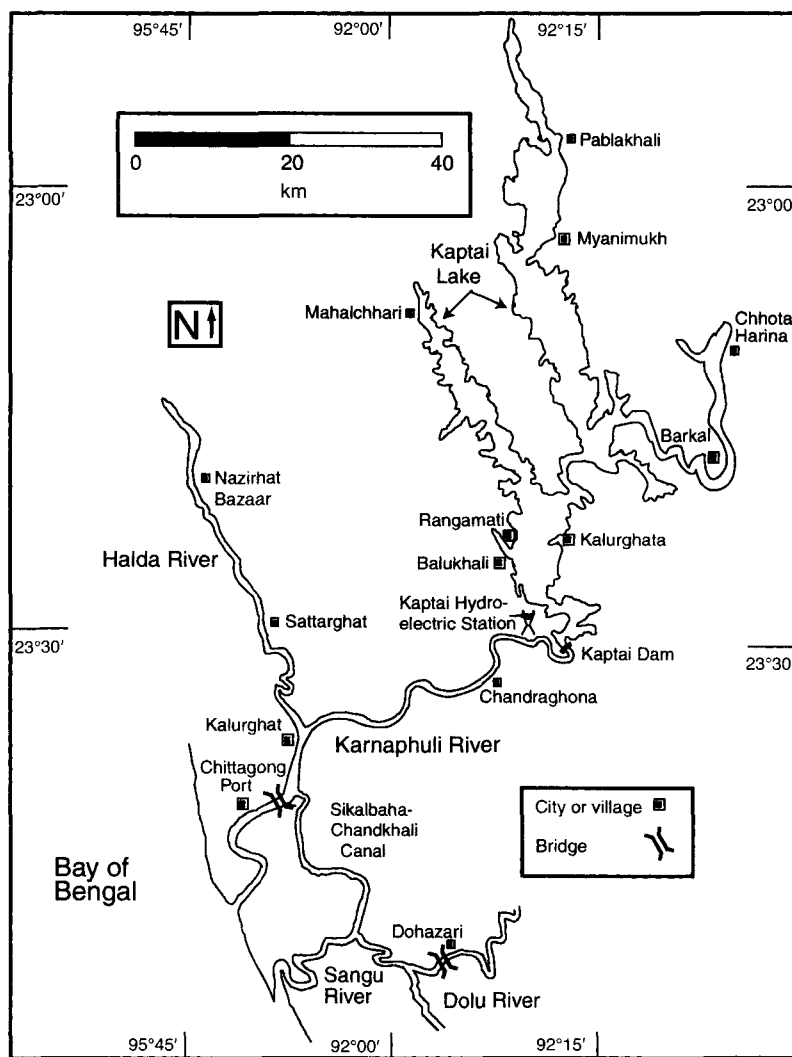 95°45′ 92°00′ 92°15′
0 20 40
km
Pablakhali
23°00′ 23°00′
Myanimukh
Kaptai
Lake
Mahalchhari
N
Chhota
Harina
Barkal
Nazirhat
Bazaar
Rangamati
Kalurghata
Halda River
Balukhali
Kaptai Hydro-
electric Station
Sattarghat
23°30′ 23°30′
Kaptai Dam
Chandraghona
Kalurghat
Karnaphuli River
Chittagong
Port
City or village
Sikalbaha-
Chandkhali
Canal
Bridge
Bay of
Bengal
Dohazari
Sangu
River
Dolu River
95°45′ 92°00′ 92°15′